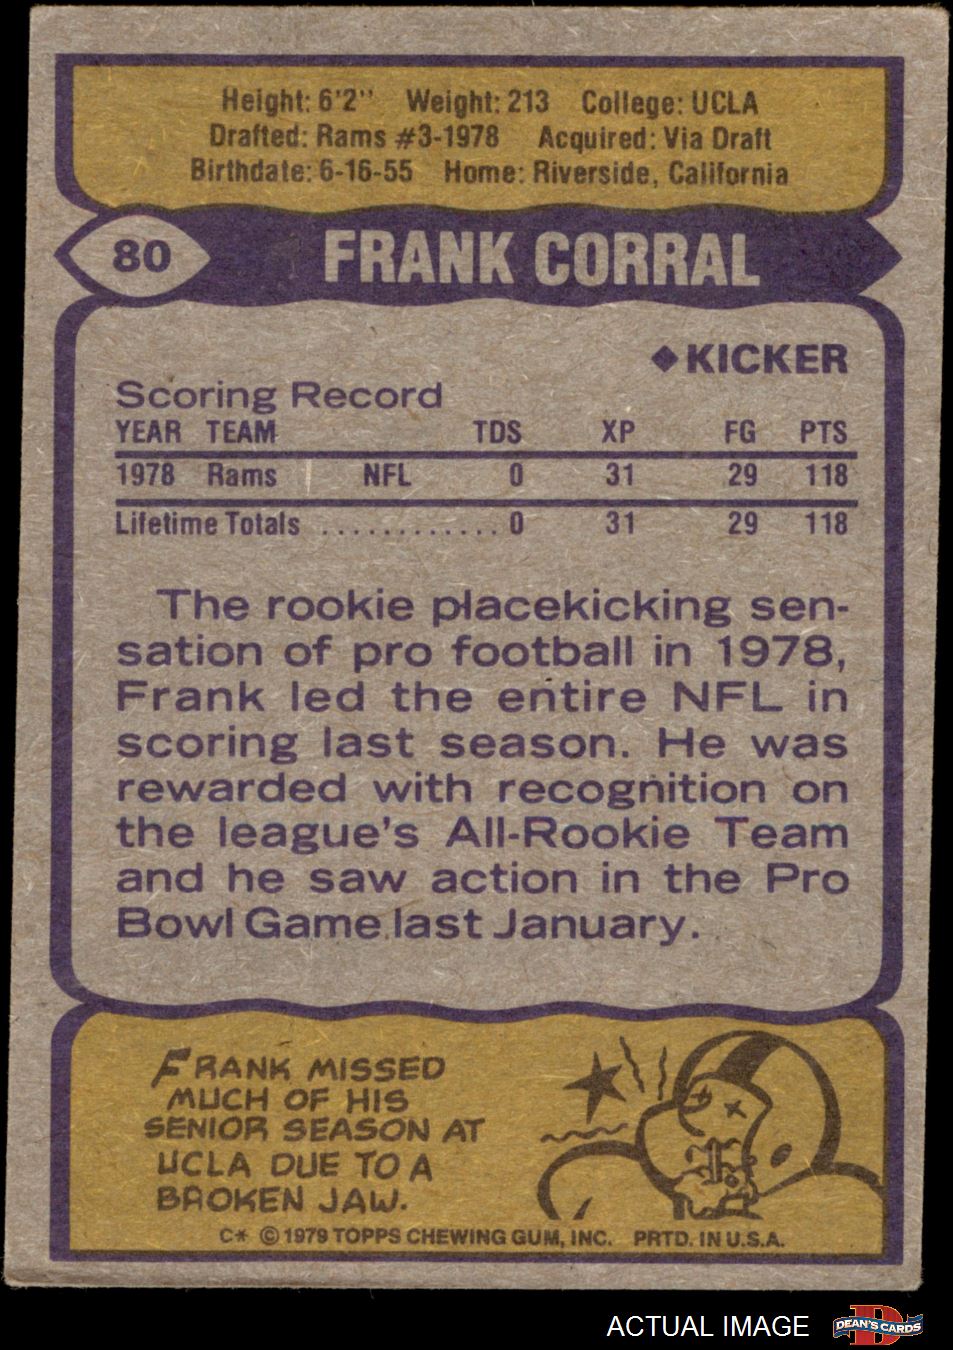 Height: 6'2" Weight: 213 College: UCLA
Drafted: Rams #3-1978 Acquired: Via Draft
Birthdate: 6-16-55 Home: Riverside, California
80 FRANK CORRAL
◆KICKER
Scoring Record
YEAR TEAM TDS XP FG PTS
1978 Rams NFL 0 31 29 118
Lifetime Totals ............. 0 31 29 118
The rookie placekicking sen-
sation of pro football in 1978,
Frank led the entire NFL in
scoring last season. He was
rewarded with recognition on
the league's All-Rookie Team
and he saw action in the Pro
Bowl Game last January.
FRANK MISSED
MUCH OF HIS
SENIOR SEASON AT
UCLA DUE TO A
BROKEN JAW.
C* © 1979 TOPPS CHEWING GUM, INC. PRTD. IN U.S.A.
ACTUAL IMAGE D DEAN'S CARDS